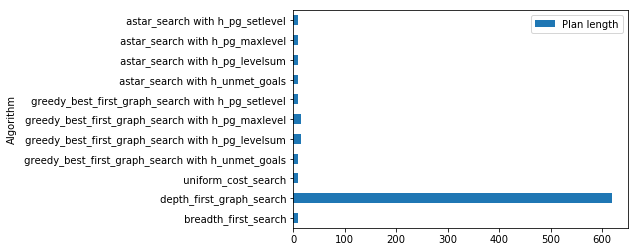 Plan length
astar_search with h_pg_setlevel
astar_search with h_pg_maxlevel
astar_search with h_pg_levelsum
astar_search with h_unmet_goals
greedy_best_first_graph_search with h_pg_setlevel
greedy_best_first_graph_search with h_pg_maxlevel
greedy_best_first_graph_search with h_pg_levelsum
greedy_best_first_graph_search with h_unmet_goals
uniform_cost_search
depth_first_graph_search
breadth_first_search
Algorithm
0 100 200 300 400 500 600